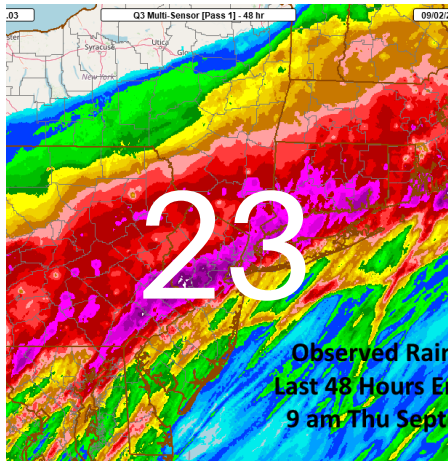 .03
Q3 Multi-Sensor [Pass 1] - 48 hr
09/02/2
Syracuse
Utica
New York
23
Observed Rain
Last 48 Hours E
9 am Thu Sept